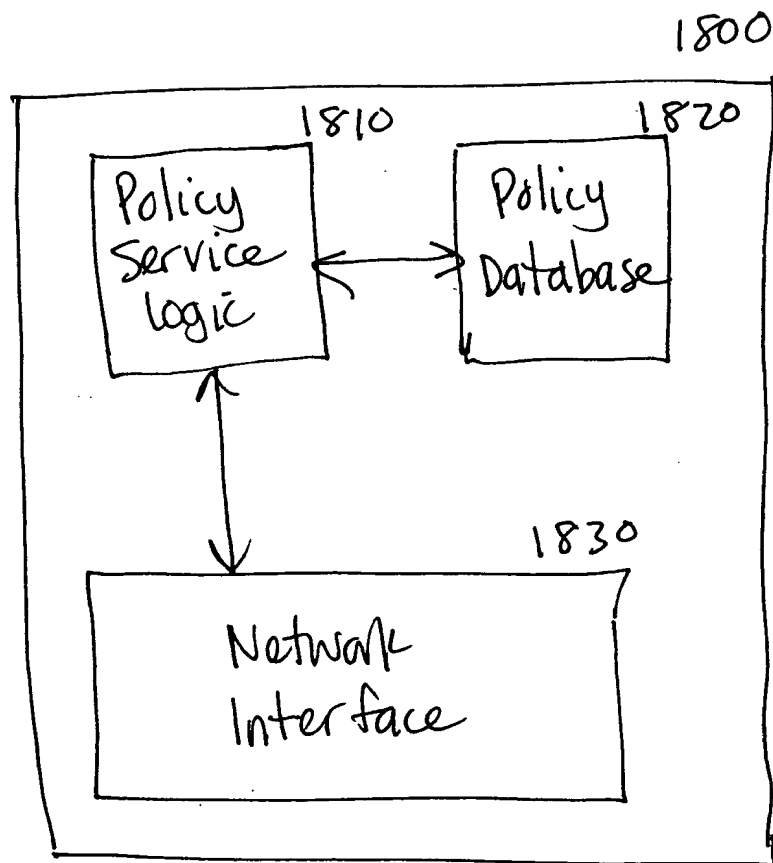 1800
1810
1820
Policy
Service
logic
Policy
Database
1830
Network
Interface